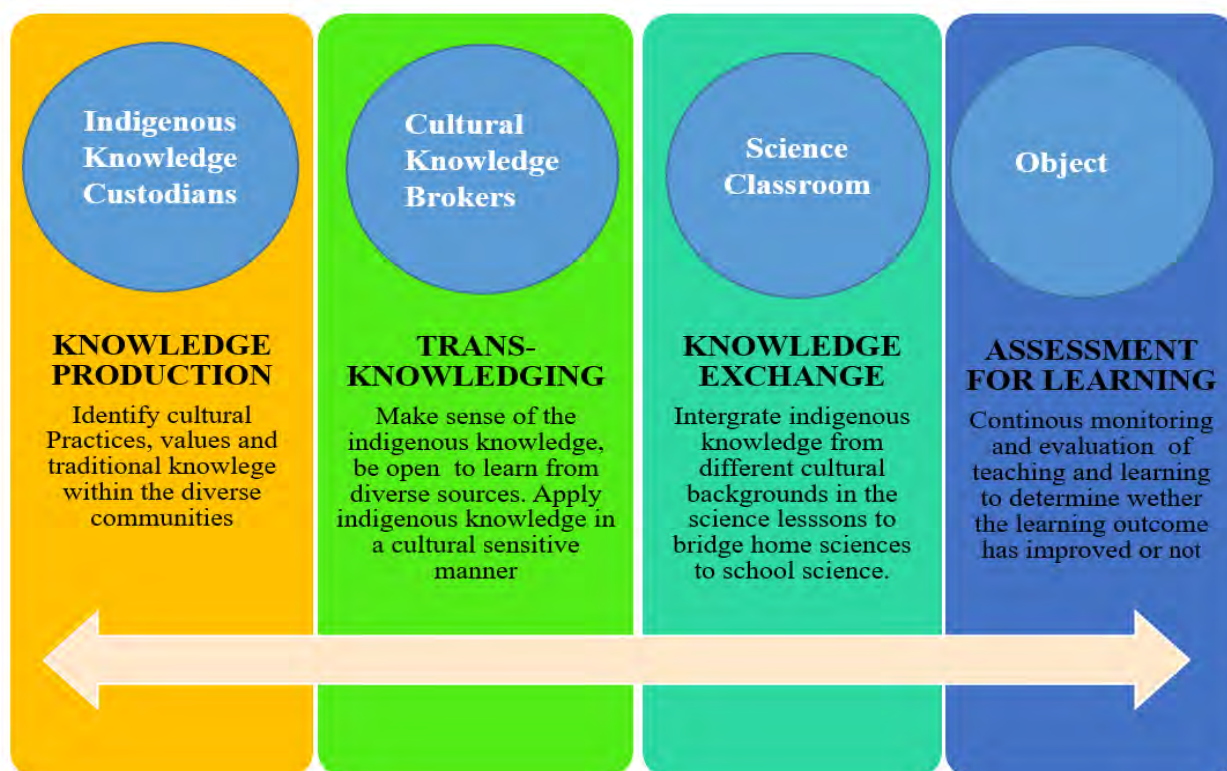 Indigenous
Knowledge
Custodians
KNOWLEDGE
PRODUCTION
Identify cultural
Practices, values and
traditional knowlege
within the diverse
communities
Cultural
Knowledge
Brokers
TRANS-
KNOWLEDGING
Make sense of the
indigenous knowledge,
be open to learn from
diverse sources. Apply
indigenous knowledge in
a cultural sensitive
manner
Science
Classroom
KNOWLEDGE
EXCHANGE
Intergrate indigenous
knowledge from
different cultural
backgrounds in the
science lesssons to
bridge home sciences
to school science.
Object
ASSESSMENT
FOR LEARNING
Continous monitoring
and evaluation of
teaching and learning
to determine wether
the learning outcome
has improved or not